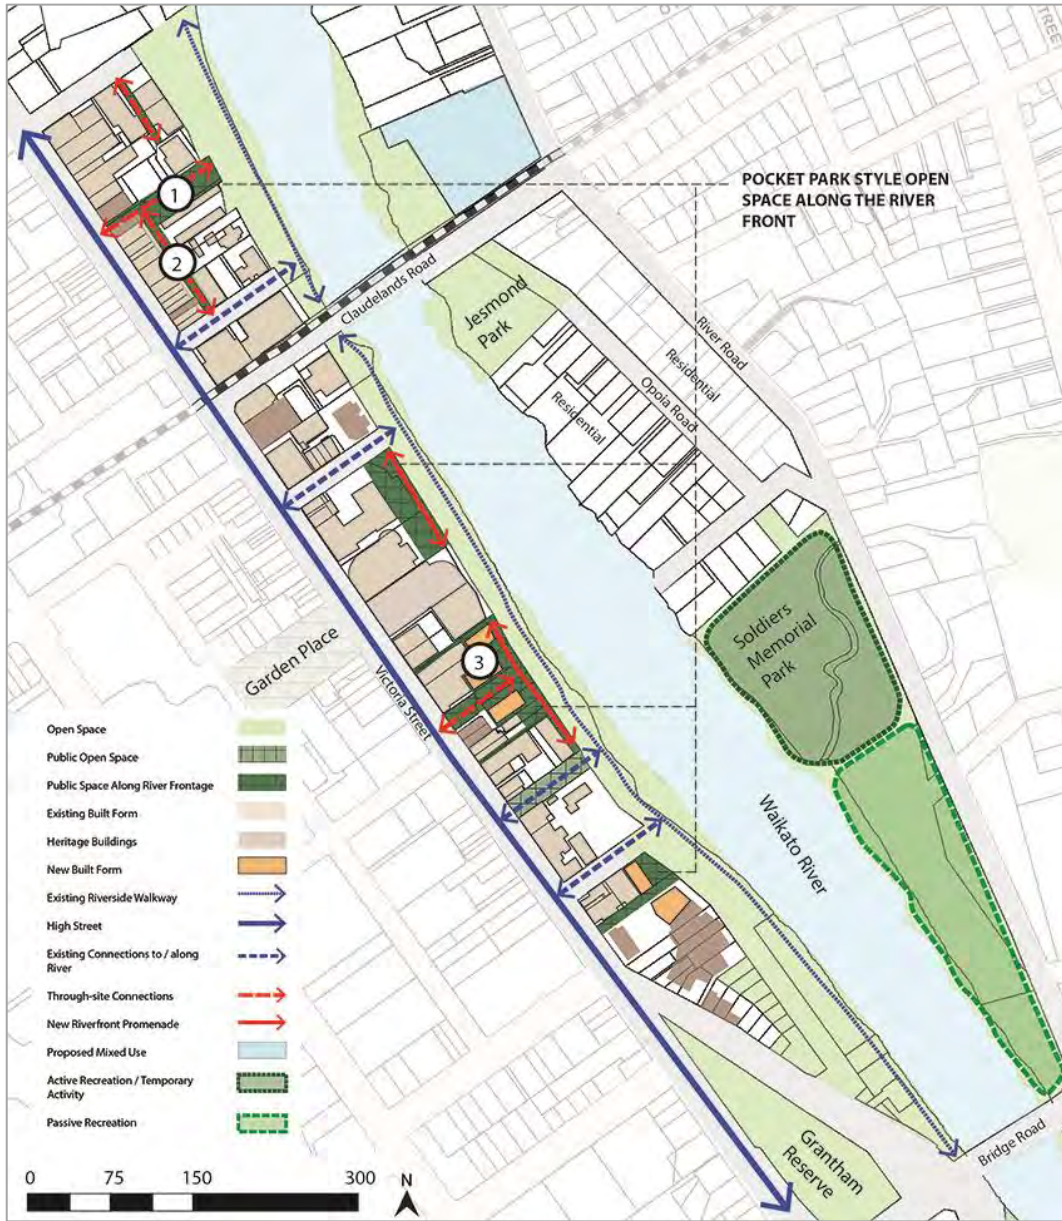 TREE
1
POCKET PARK STYLE OPEN
SPACE ALONG THE RIVER
FRONT
2
Claudelands Road
Jesmond
Park
River Road
Residential
Opoia Road
Residential
Soldiers
Memorial
Park
Garden Place
3
Victoria Street
Waikato River
Open Space
Public Open Space
Public Space Along River Frontage
Existing Built Form
Heritage Buildings
New Built Form
Existing Riverside Walkway
High Street
Existing Connections to / along
River
Through-site Connections
New Riverfront Promenade
Proposed Mixed Use
Active Recreation / Temporary
Activity
Passive Recreation
Grantham
Reserve
Bridge Road
0 75 150 300
N